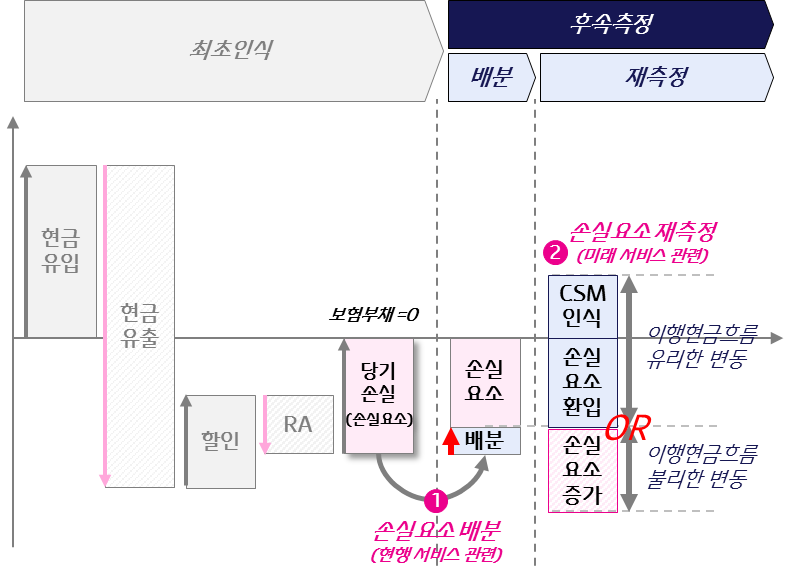 최초인식
후속측정
배분
재측정
현금
유입
현금
유출
할인
RA
보험부채 =0
당기
손실
(손실요소)
손실
요소
배분
1
손실요소 배분
(현행 서비스 관련)
2
손실요소 재측정
(미래 서비스 관련)
CSM
인식
손실
요소
환입
OR
손실
요소
증가
이행현금흐름
유리한 변동
이행현금흐름
불리한 변동